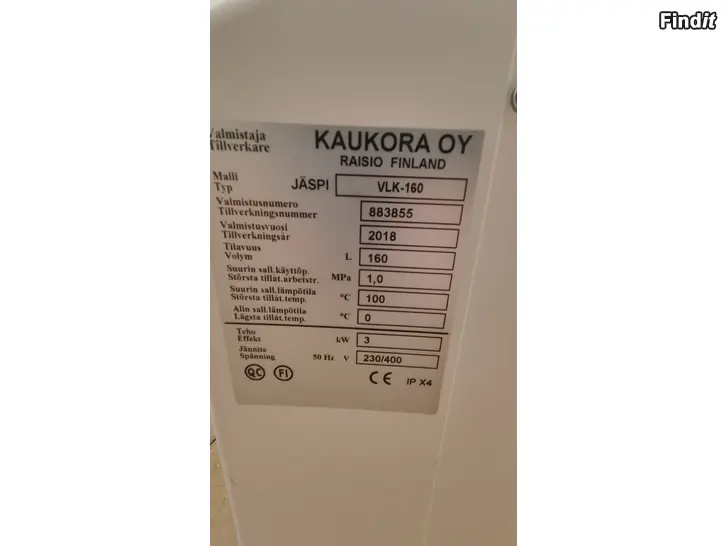 Findit
Valmistaja
Tillverkare
KAUKORA OY
RAISIO FINLAND
Malli
Typ
JÄSPI VLK-160
Valmistusnumero
Tillverkningsnummer
883855
Valmistusvuosi
Tillverkningsår
2018
Tilavuus
Volym
L 160
Suurin sall.käyttöp.
Största tillåt.arbetstr.
MPa 1,0
Suurin sall.lämpötila
Största tillåt.temp.
°C 100
Alin sall.lämpötila
Lägsta tillåt.temp.
°C 0
Teho
Effekt
kW 3
Jännite
Spänning
50 Hz V 230/400
QC FI CE IP X4